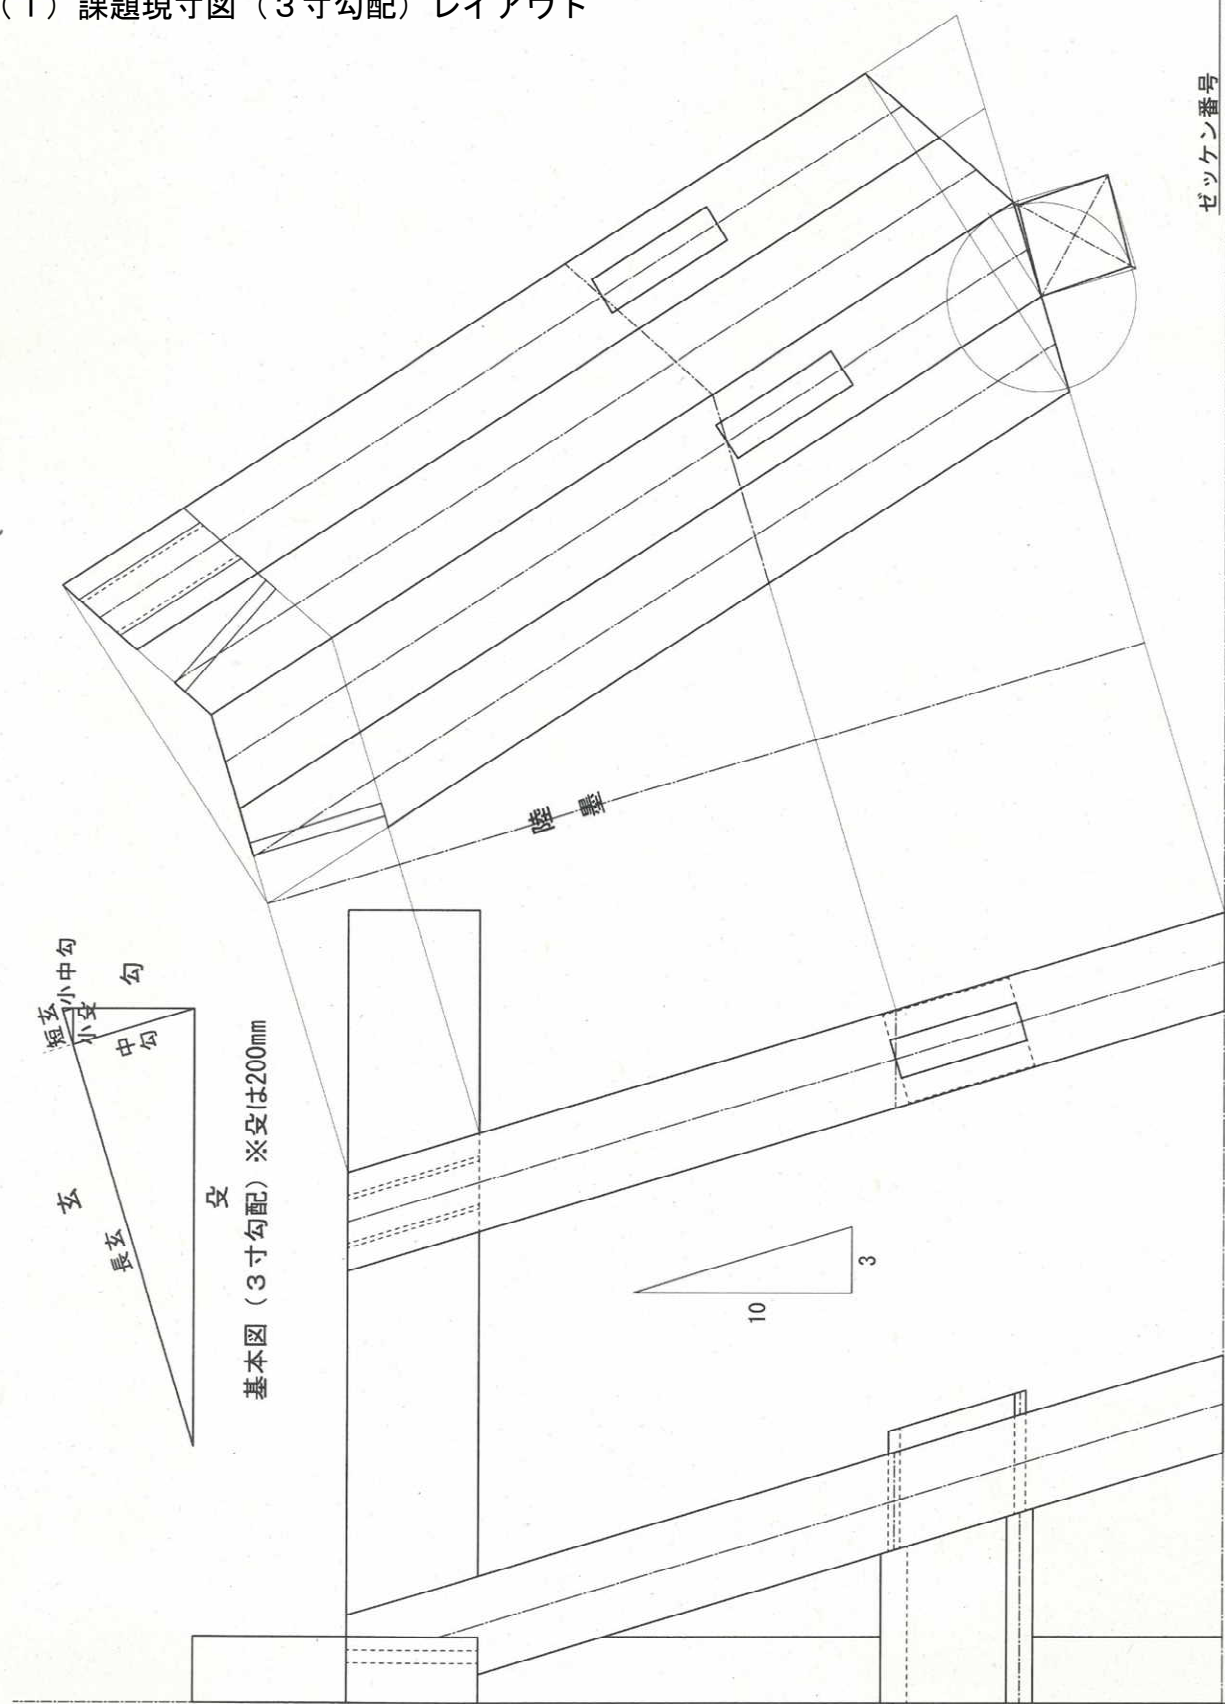 (1) 課題現寸図（3寸勾配）レイアウト
ゼッケン番号
陸
墨
短玄
小中勾
小殳
勾
中勾
玄
長玄
殳
基本図（3寸勾配）※殳は200mm
10
3